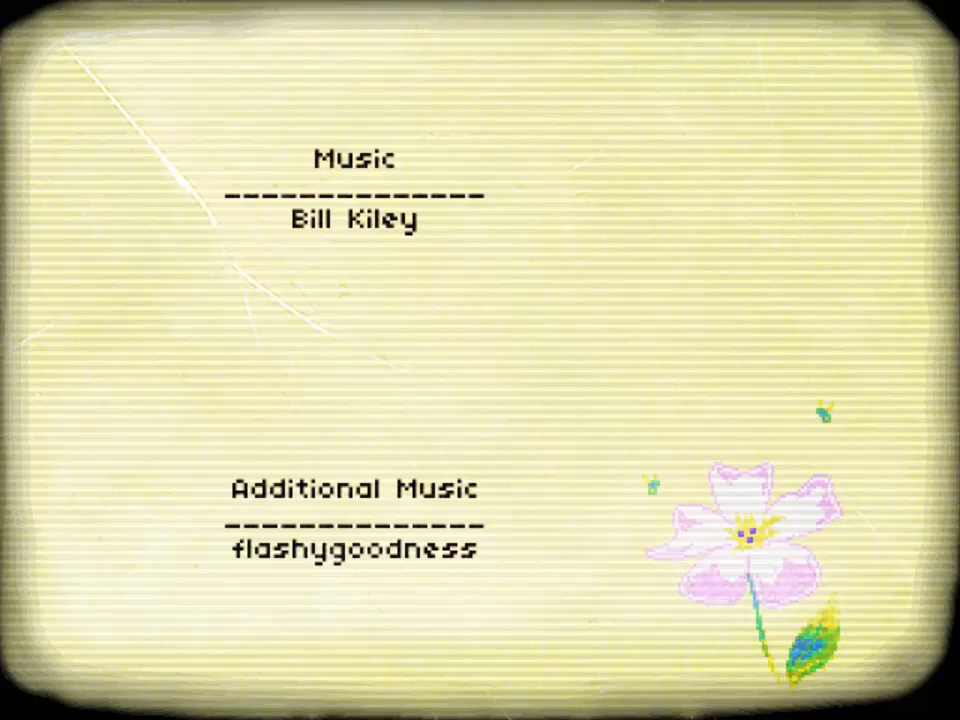 Music
--------------
Bill Kiley
Additional Music
--------------
flashygoodness